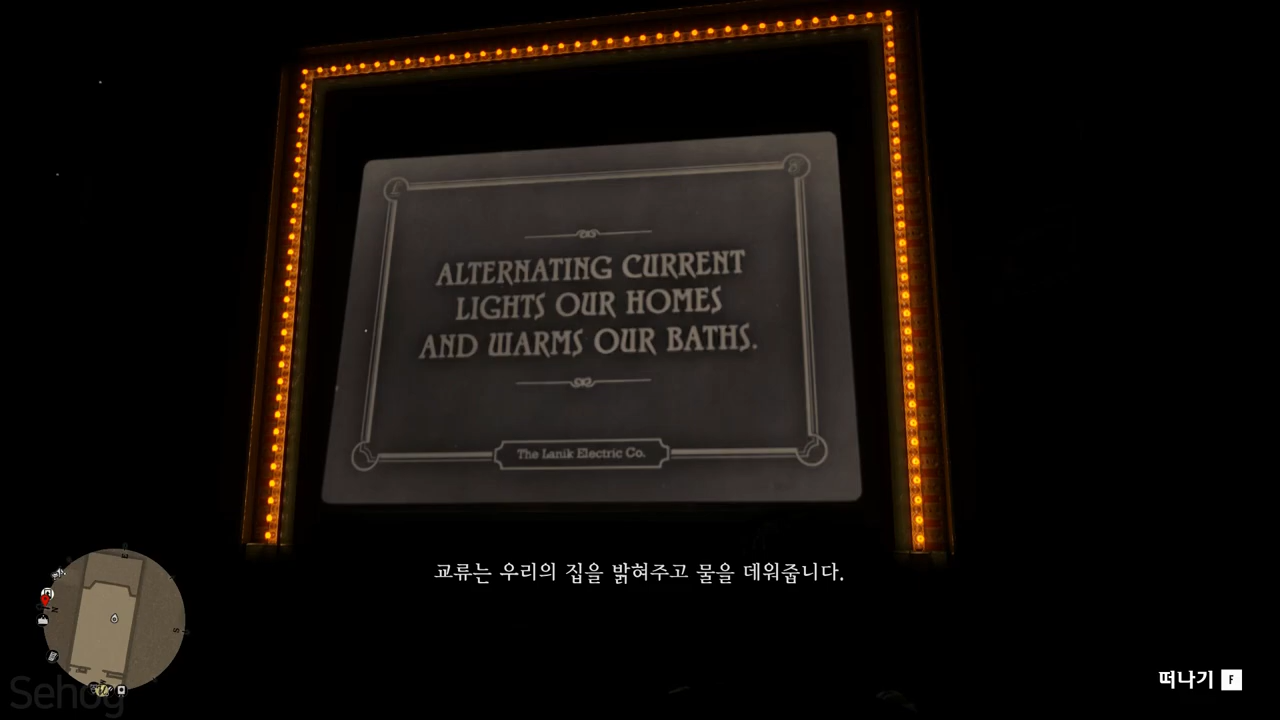 ALTERNATING CURRENT
LIGHTS OUR HOMES
AND WARMS OUR BATHS.
The Lanik Electric Co.
교류는 우리의 집을 밝혀주고 물을 데워줍니다.
떠나기 F
Sehog